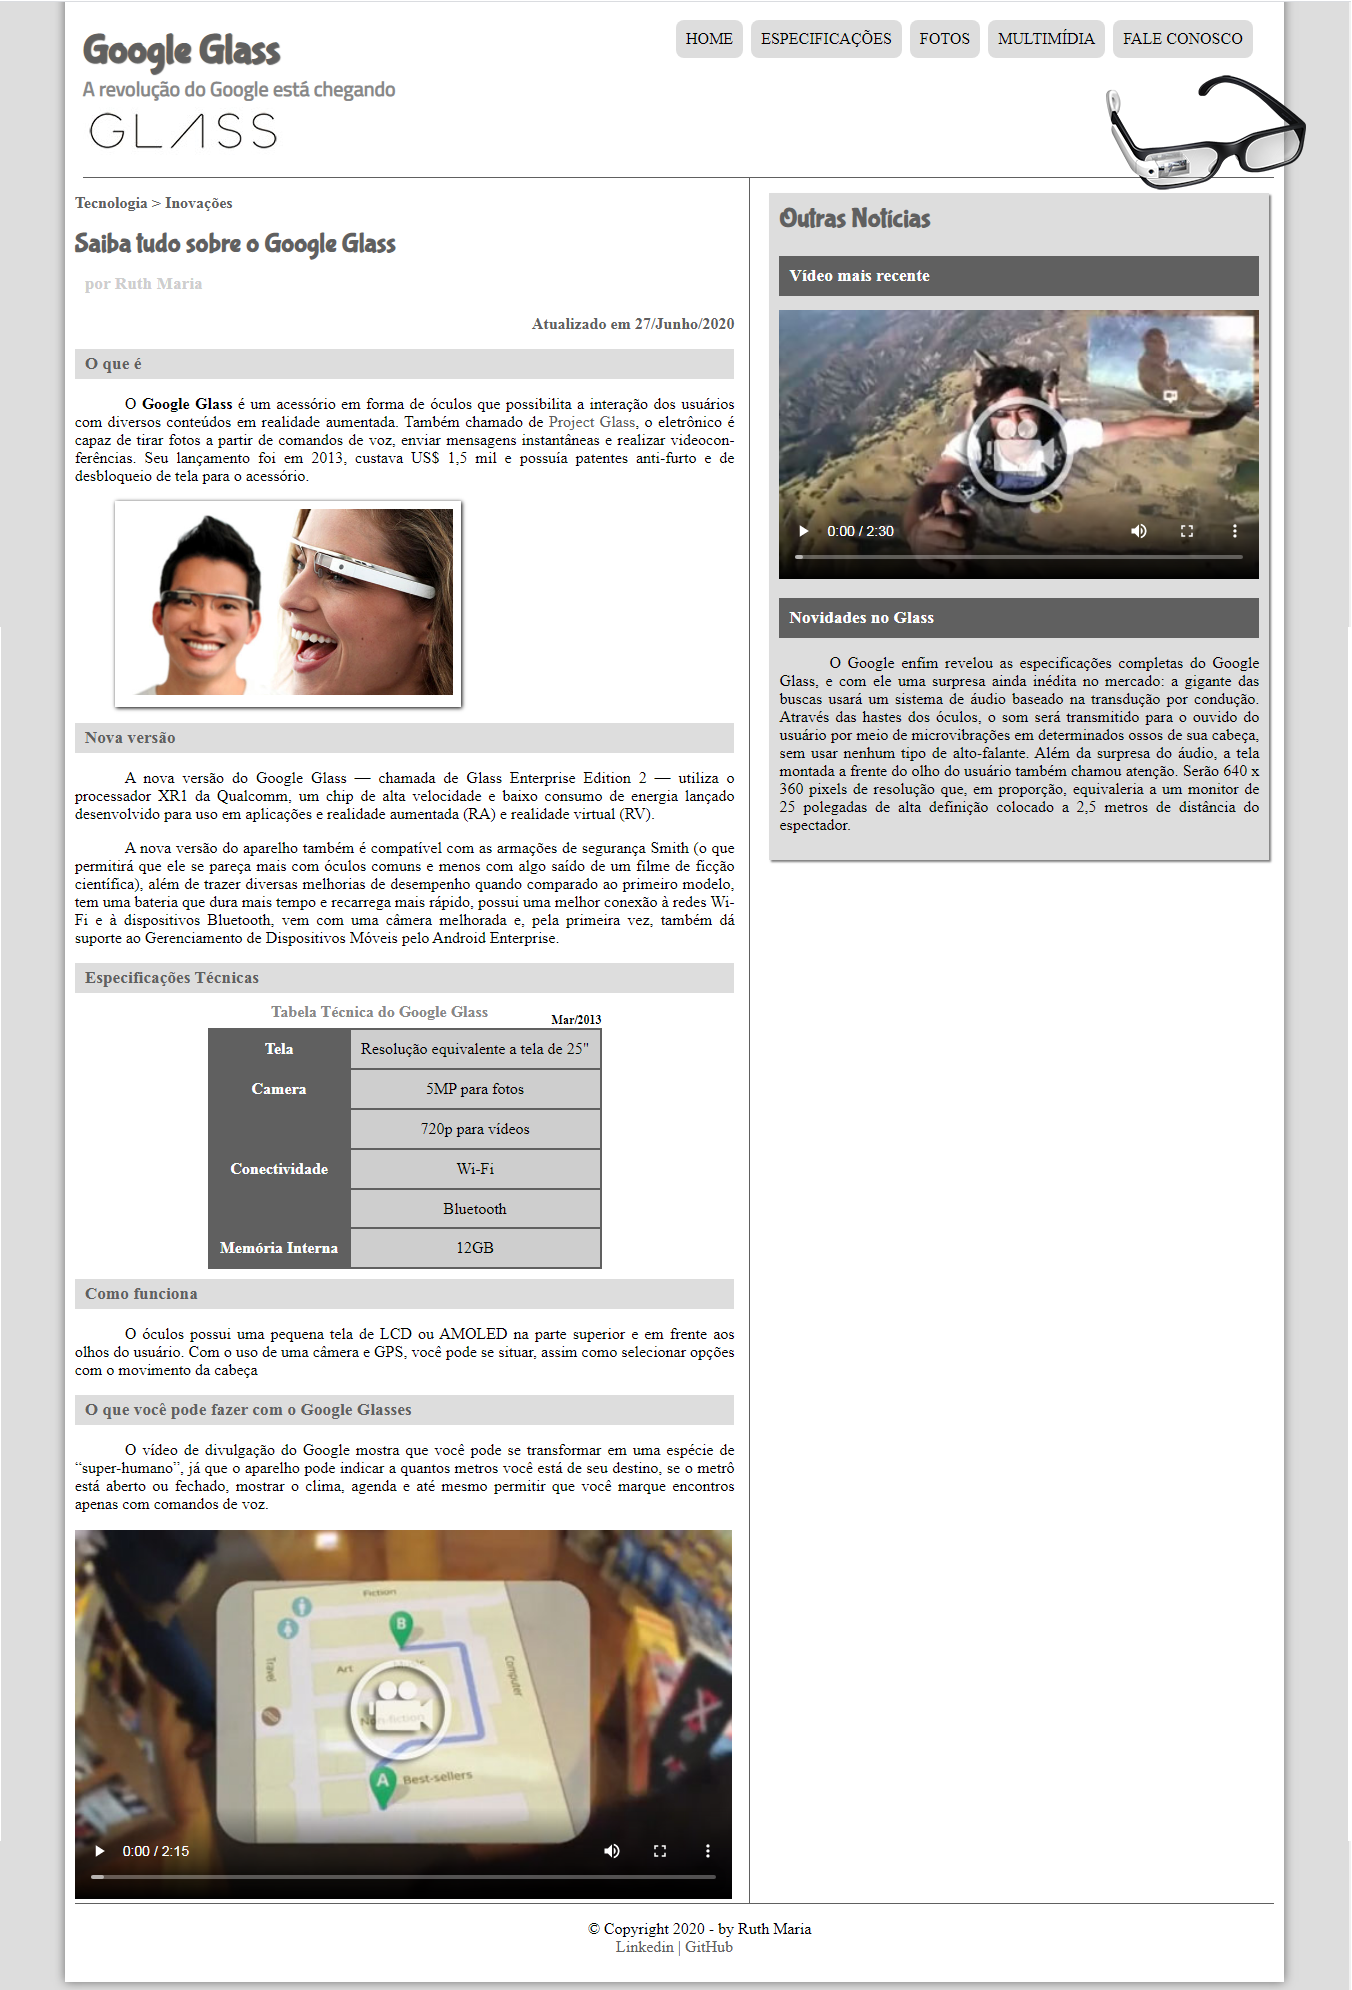 Google Glass
A revolução do Google está chegando
GLASS
HOME ESPECIFICAÇÕES FOTOS MULTIMÍDIA FALE CONOSCO
Tecnologia > Inovações
Saiba tudo sobre o Google Glass
por Ruth Maria
Atualizado em 27/Junho/2020
O que é
O Google Glass é um acessório em forma de óculos que possibilita a interação dos usuários
com diversos conteúdos em realidade aumentada. Também chamado de Project Glass, o eletrônico é
capaz de tirar fotos a partir de comandos de voz, enviar mensagens instantâneas e realizar videocon-
ferências. Seu lançamento foi em 2013, custava US$ 1,5 mil e possuía patentes anti-furto e de
desbloqueio de tela para o acessório.
Nova versão
A nova versão do Google Glass — chamada de Glass Enterprise Edition 2 — utiliza o
processador XR1 da Qualcomm, um chip de alta velocidade e baixo consumo de energia lançado
desenvolvido para uso em aplicações e realidade aumentada (RA) e realidade virtual (RV).
A nova versão do aparelho também é compatível com as armações de segurança Smith (o que
permitirá que ele se pareça mais com óculos comuns e menos com algo saído de um filme de ficção
científica), além de trazer diversas melhorias de desempenho quando comparado ao primeiro modelo,
tem uma bateria que dura mais tempo e recarrega mais rápido, possui uma melhor conexão à redes Wi-
Fi e à dispositivos Bluetooth, vem com uma câmera melhorada e, pela primeira vez, também dá
suporte ao Gerenciamento de Dispositivos Móveis pelo Android Enterprise.
Especificações Técnicas
Tabela Técnica do Google Glass
Mar/2013
Tela Resolução equivalente a tela de 25"
Camera 5MP para fotos
720p para vídeos
Conectividade Wi-Fi
Bluetooth
Memória Interna 12GB
Como funciona
O óculos possui uma pequena tela de LCD ou AMOLED na parte superior e em frente aos
olhos do usuário. Com o uso de uma câmera e GPS, você pode se situar, assim como selecionar opções
com o movimento da cabeça
O que você pode fazer com o Google Glasses
O vídeo de divulgação do Google mostra que você pode se transformar em uma espécie de
“super-humano”, já que o aparelho pode indicar a quantos metros você está de seu destino, se o metrô
está aberto ou fechado, mostrar o clima, agenda e até mesmo permitir que você marque encontros
apenas com comandos de voz.
Fiction
B
Travel
Art
Computer
Non-fiction
A
Best-sellers
0:00 / 2:15
Outras Notícias
Vídeo mais recente
0:00 / 2:30
Novidades no Glass
O Google enfim revelou as especificações completas do Google
Glass, e com ele uma surpresa ainda inédita no mercado: a gigante das
buscas usará um sistema de áudio baseado na transdução por condução.
Através das hastes dos óculos, o som será transmitido para o ouvido do
usuário por meio de microvibrações em determinados ossos de sua cabeça,
sem usar nenhum tipo de alto-falante. Além da surpresa do áudio, a tela
montada a frente do olho do usuário também chamou atenção. Serão 640 x
360 pixels de resolução que, em proporção, equivaleria a um monitor de
25 polegadas de alta definição colocado a 2,5 metros de distância do
espectador.
© Copyright 2020 - by Ruth Maria
Linkedin | GitHub